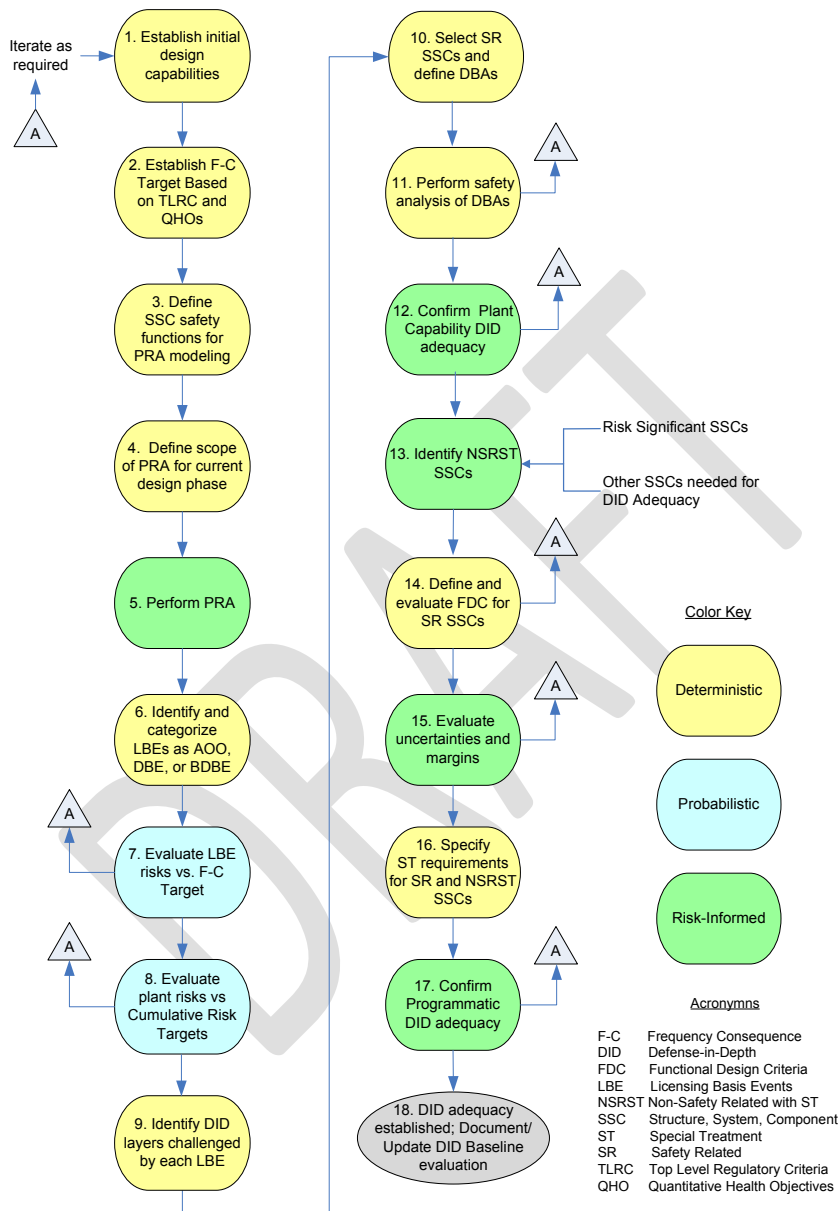 Iterate as
required
A
1. Establish initial
design
capabilities
2. Establish F-C
Target Based
on TLRC and
QHOs
3. Define
SSC safety
functions for
PRA modeling
4. Define scope
of PRA for current
design phase
5. Perform PRA
6. Identify and
categorize
LBEs as AOO,
DBE, or BDBE
A
7. Evaluate LBE
risks vs. F-C
Target
A
8. Evaluate
plant risks vs
Cumulative Risk
Targets
9. Identify DID
layers challenged
by each LBE
10. Select SR
SSCs and
define DBAs
A
11. Perform safety
analysis of DBAs
A
12. Confirm Plant
Capability DID
adequacy
13. Identify NSRST
SSCs
Risk Significant SSCs
Other SSCs needed for
DID Adequacy
A
14. Define and
evaluate FDC for
SR SSCs
A
15. Evaluate
uncertainties and
margins
16. Specify
ST requirements
for SR and NSRST
SSCs
A
17. Confirm
Programmatic
DID adequacy
18. DID adequacy
established; Document/
Update DID Baseline
evaluation
Color Key
Deterministic
Probabilistic
Risk-Informed
Acronymns
F-C Frequency Consequence
DID Defense-in-Depth
FDC Functional Design Criteria
LBE Licensing Basis Events
NSRST Non-Safety Related with ST
SSC Structure, System, Component
ST Special Treatment
SR Safety Related
TLRC Top Level Regulatory Criteria
QHO Quantitative Health Objectives
DRAFT